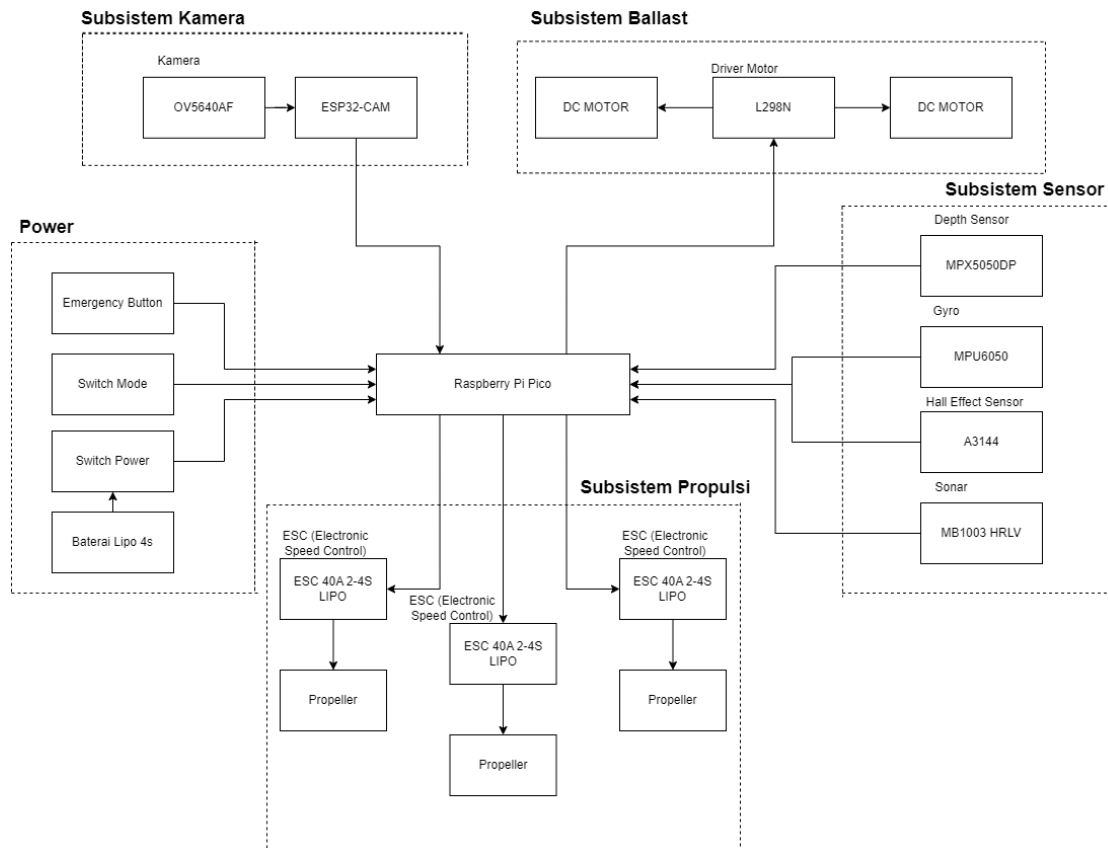 Subsistem Kamera
Kamera
OV5640AF
ESP32-CAM
Subsistem Ballast
Driver Motor
DC MOTOR
L298N
DC MOTOR
Power
Emergency Button
Switch Mode
Switch Power
Baterai Lipo 4s
Raspberry Pi Pico
Subsistem Sensor
Depth Sensor
MPX5050DP
Gyro
MPU6050
Hall Effect Sensor
A3144
Sonar
MB1003 HRLV
Subsistem Propulsi
ESC (Electronic
Speed Control)
ESC 40A 2-4S
LIPO
Propeller
ESC (Electronic
Speed Control)
ESC 40A 2-4S
LIPO
Propeller
ESC (Electronic
Speed Control)
ESC 40A 2-4S
LIPO
Propeller